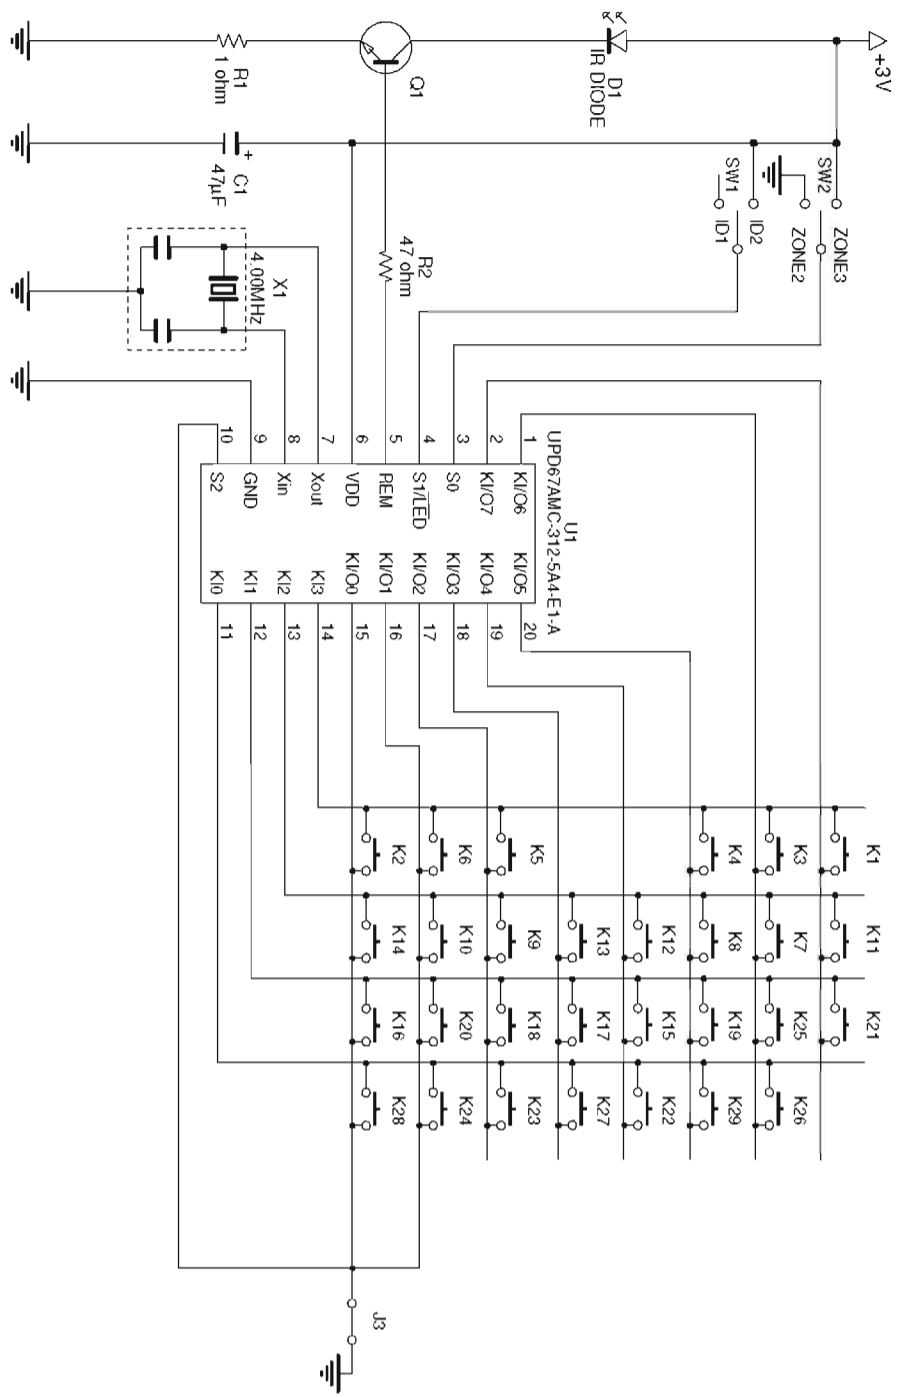 +3V
D1
IR DIODE
Q1
R1
1 ohm
+
C1
47µF
SW2
ZONE3
ZONE2
SW1
ID2
ID1
R2
47 ohm
X1
4.00MHz
U1
UPD67AMC-312-5A4-E1-A
1
2
3
4
5
6
7
8
9
10
KI/O6
KI/O7
S0
S1/LED
REM
VDD
Xout
Xin
GND
S2
KI/O5
KI/O4
KI/O3
KI/O2
KI/O1
KI/O0
KI3
KI2
KI1
KI0
20
19
18
17
16
15
14
13
12
11
K1
K3
K4
K5
K6
K2
K11
K7
K8
K12
K13
K9
K10
K14
K21
K25
K19
K15
K17
K18
K20
K16
K26
K29
K22
K27
K23
K24
K28
J3